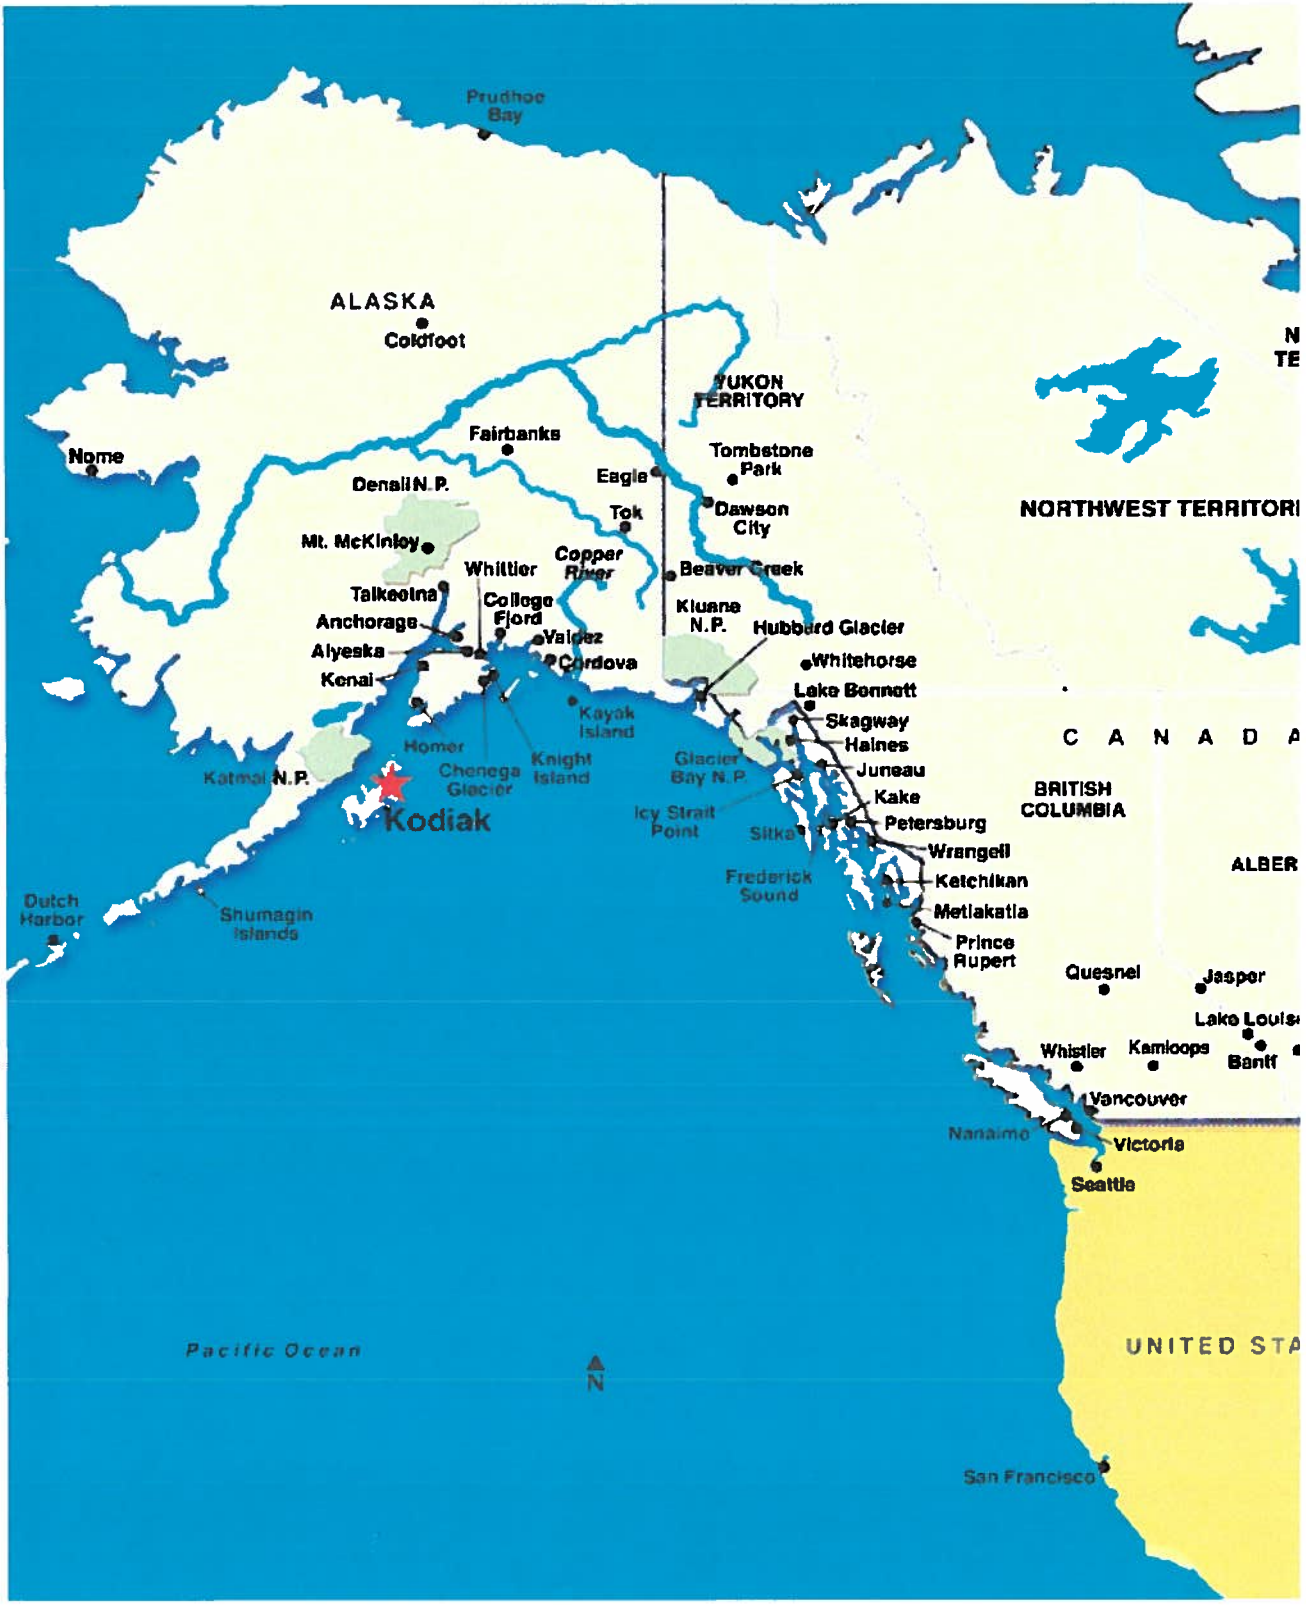 Prudhoe
Bay
ALASKA
Coldfoot
N
TE
YUKON
TERRITORY
Fairbanks
Nome
Tombstone
Park
Eagle
Denali N.P.
Dawson
City
NORTHWEST TERRITORI
Tok
Mt. McKinley
Copper
River
Whittier
Beaver Creek
Talkeetna
College
Fjord
Kluane
N.P.
Anchorage
Valdez
Hubbard Glacier
Alyeska
Cordova
Whitehorse
Kenai
Lake Bennett
Kayak
Island
Skagway
Homer
Haines
CANADA
Knight
Island
Glacier
Bay N.P.
Katmai N.P.
Chenega
Glacier
Juneau
BRITISH
COLUMBIA
Kake
Kodiak
Icy Strait
Point
Sitka
Petersburg
Wrangell
ALBER
Frederick
Sound
Ketchikan
Dutch
Harbor
Shumagin
Islands
Metlakatla
Prince
Rupert
Quesnel
Jasper
Lake Louis
Whistler
Kamloops
Banff
Vancouver
Nanaimo
Victoria
Seattle
UNITED STA
Pacific Ocean
N
San Francisco